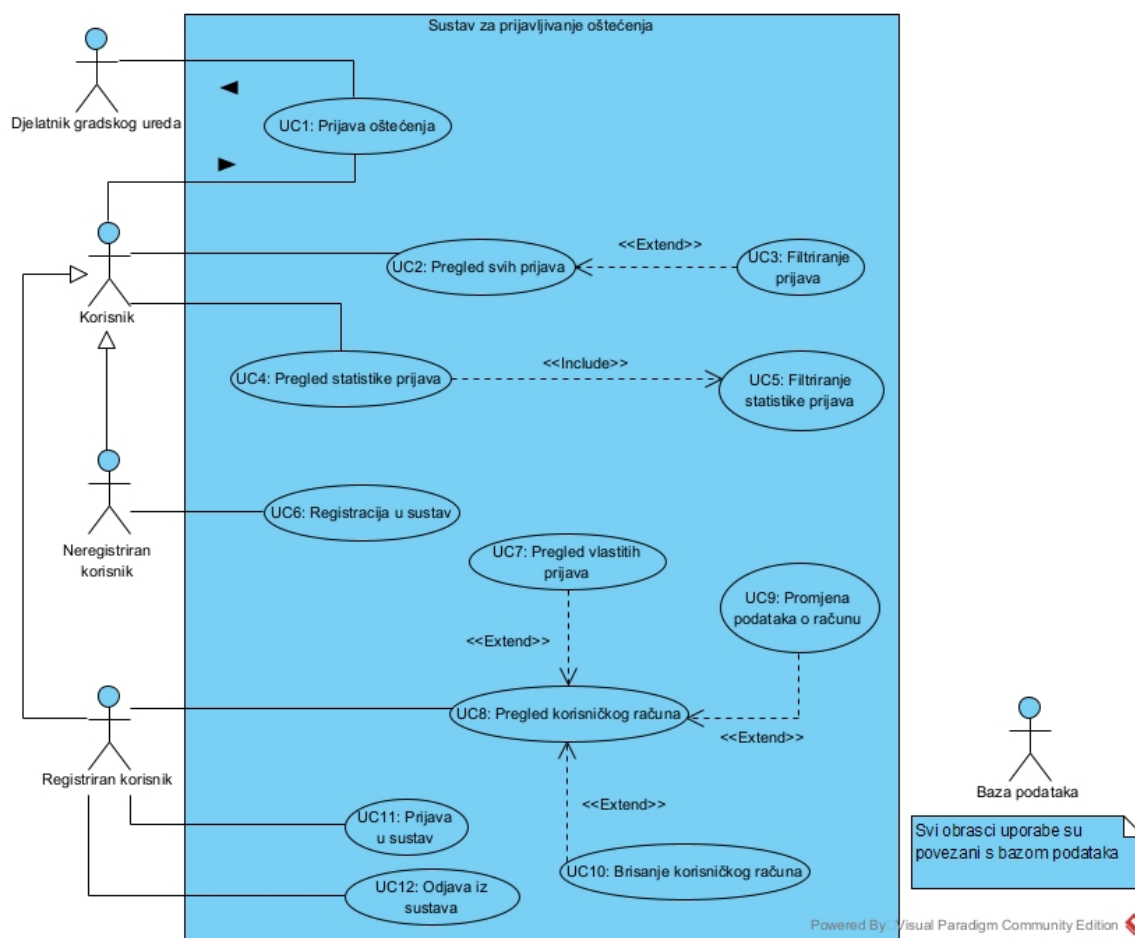 Sustav za prijavljivanje oštećenja
Djelatnik gradskog ureda
UC1: Prijava oštećenja
Korisnik
UC2: Pregled svih prijava
<<Extend>>
UC3: Filtriranje
prijava
UC4: Pregled statistike prijava
<<Include>>
UC5: Filtriranje
statistike prijava
Neregistriran
korisnik
UC6: Registracija u sustav
UC7: Pregled vlastitih
prijava
<<Extend>>
UC9: Promjena
podataka o računu
<<Extend>>
UC8: Pregled korisničkog računa
Registriran korisnik
<<Extend>>
UC10: Brisanje korisničkog računa
UC11: Prijava
u sustav
UC12: Odjava iz
sustava
Baza podataka
Svi obrasci uporabe su
povezani s bazom podataka
Powered By Visual Paradigm Community Edition